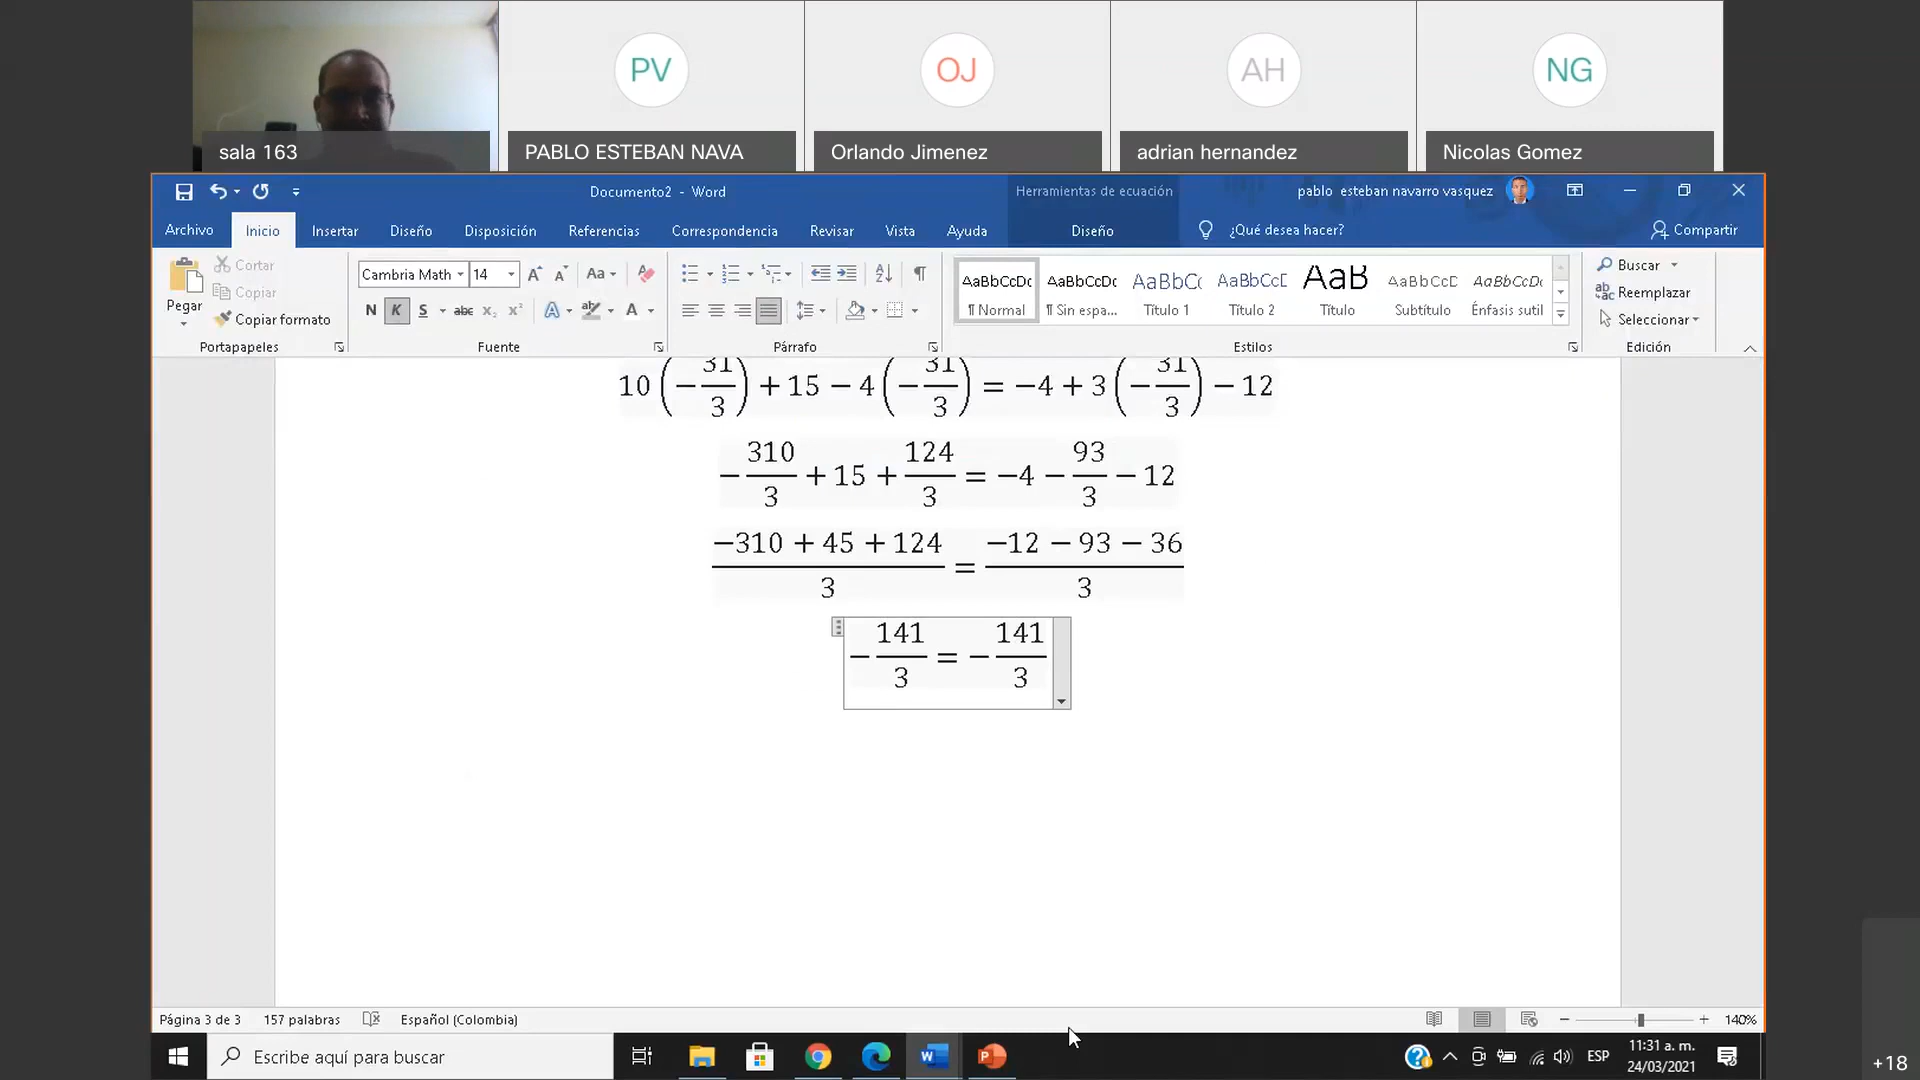 PV
OJ
AH
NG
sala 163
PABLO ESTEBAN NAVA
Orlando Jimenez
adrian hernandez
Nicolas Gomez
Documento2 - Word
Herramientas de ecuación
pablo esteban navarro vasquez
Archivo
Inicio
Insertar
Diseño
Disposición
Referencias
Correspondencia
Revisar
Vista
Ayuda
Diseño
¿Qué desea hacer?
Compartir
Pegar
Cortar
Copiar
Copiar formato
Portapapeles
Cambria Math
14
Aa
N K S abc x₂ x² A ab A
Fuente
Párrafo
AaBbCcDc
¶ Normal
AaBbCcDc
¶ Sin espa...
AaBbCc
Título 1
AaBbCcD
Título 2
AaB
Título
AaBbCcD
Subtítulo
AaBbCcDc
Énfasis sutil
Estilos
Buscar
Reemplazar
Seleccionar
Edición
10(−31/3) + 15 − 4(−31/3) = −4 + 3(−31/3) − 12
−310/3 + 15 + 124/3 = −4 − 93/3 − 12
(−310 + 45 + 124)/3 = (−12 − 93 − 36)/3
−141/3 = −141/3
Página 3 de 3
157 palabras
Español (Colombia)
140%
Escribe aquí para buscar
ESP
11:31 a. m.
24/03/2021
+18